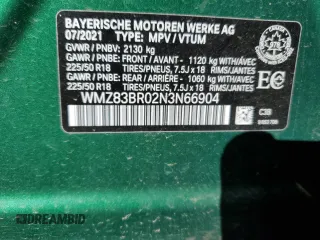 BAYERISCHE MOTOREN WERKE AG
07/2021 TYPE: MPV / VTUM
GVWR / PNBV: 2130 kg
GAWR / PNBE: FRONT / AVANT - 1120 kg WITH/AVEC
225/50 R18 TIRES/PNEUS, 7.5J x 18 RIMS/JANTES
GAWR / PNBE: REAR / ARRIÈRE - 1060 kg WITH/AVEC
225/50 R18 TIRES/PNEUS, 7.5J x 18 RIMS/JANTES
WMZ83BR02N3N66904
EC
DREAMBID